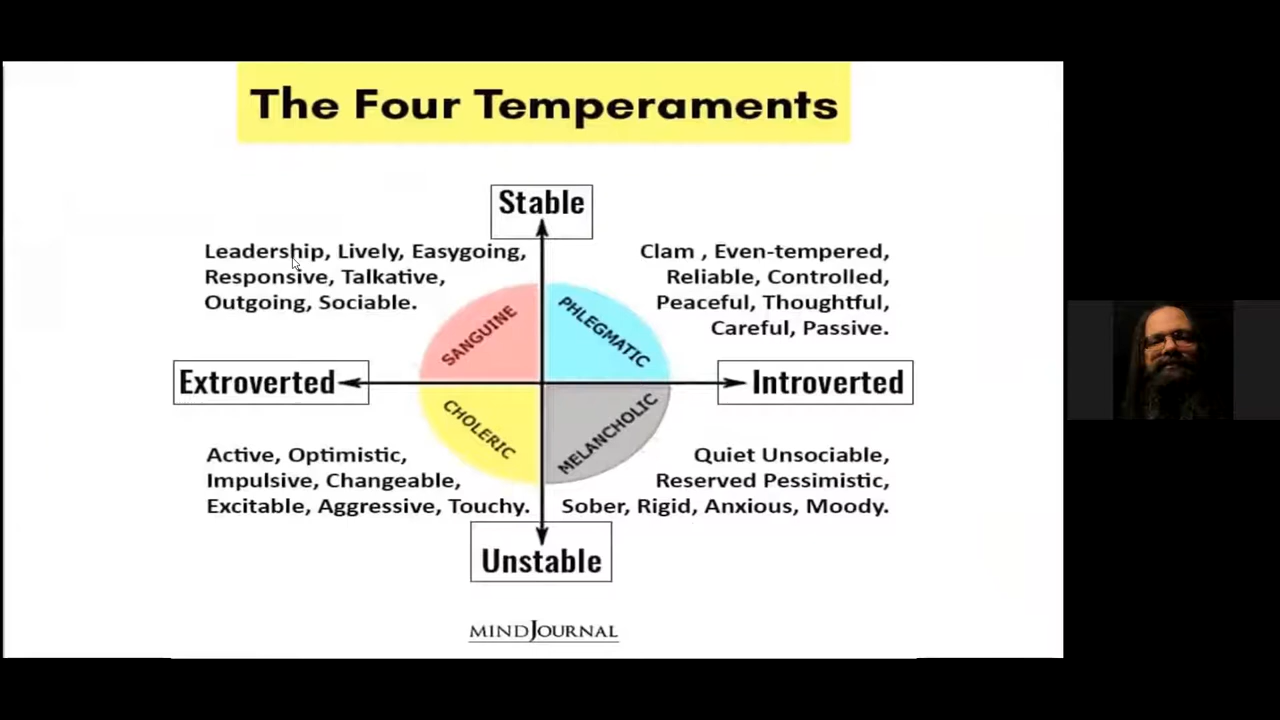 The Four Temperaments
Stable
Leadership, Lively, Easygoing,
Responsive, Talkative,
Outgoing, Sociable.
Clam , Even-tempered,
Reliable, Controlled,
Peaceful, Thoughtful,
Careful, Passive.
SANGUINE
PHLEGMATIC
Extroverted
Introverted
CHOLERIC
MELANCHOLIC
Active, Optimistic,
Impulsive, Changeable,
Excitable, Aggressive, Touchy.
Quiet Unsociable,
Reserved Pessimistic,
Sober, Rigid, Anxious, Moody.
Unstable
MINDJOURNAL